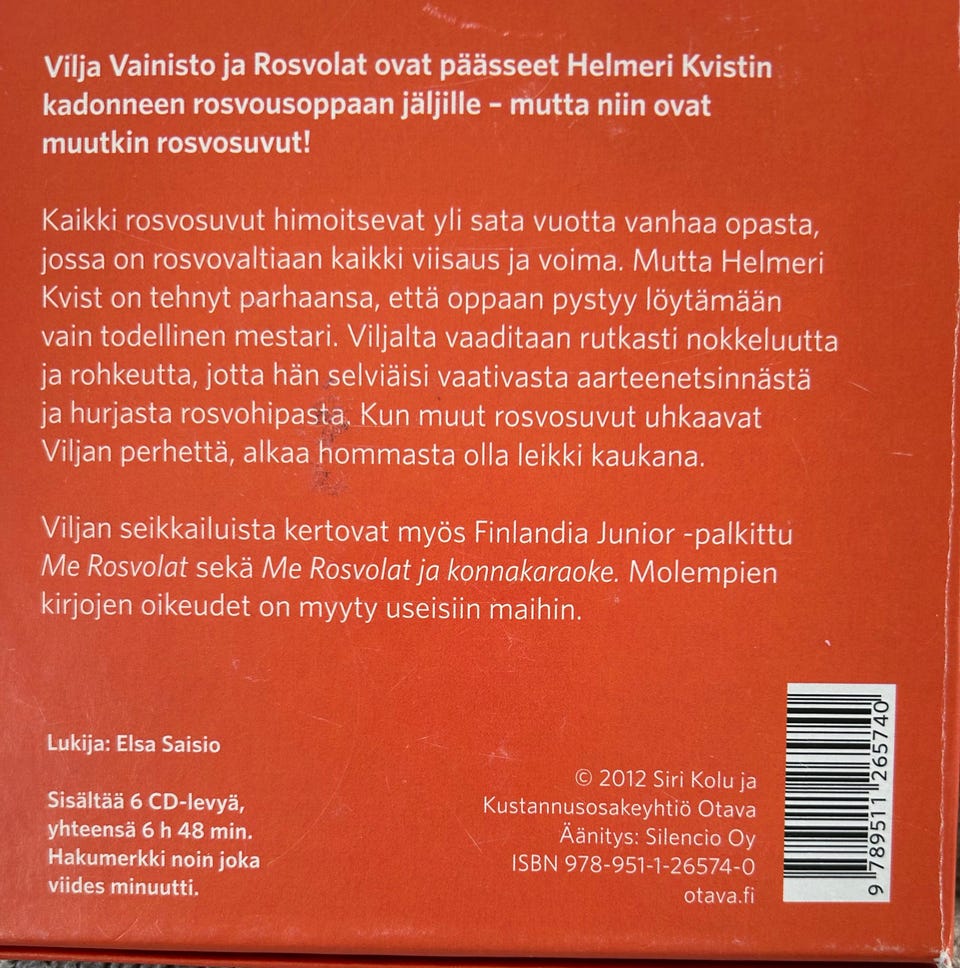 Vilja Vainisto ja Rosvolat ovat päässeet Helmeri Kvistin
kadonneen rosvousoppaan jäljille – mutta niin ovat
muutkin rosvosuvut!
Kaikki rosvosuvut himoitsevat yli sata vuotta vanhaa opasta,
jossa on rosvovaltiaan kaikki viisaus ja voima. Mutta Helmeri
Kvist on tehnyt parhaansa, että oppaan pystyy löytämään
vain todellinen mestari. Viljalta vaaditaan rutkasti nokkeluutta
ja rohkeutta, jotta hän selviäisi vaativasta aarteenetsinnästä
ja hurjasta rosvohipasta. Kun muut rosvosuvut uhkaavat
Viljan perhettä, alkaa hommasta olla leikki kaukana.
Viljan seikkailuista kertovat myös Finlandia Junior -palkittu
Me Rosvolat sekä Me Rosvolat ja konnakaraoke. Molempien
kirjojen oikeudet on myyty useisiin maihin.
Lukija: Elsa Saisio
Sisältää 6 CD-levyä,
yhteensä 6 h 48 min.
Hakumerkki noin joka
viides minuutti.
© 2012 Siri Kolu ja
Kustannusosakeyhtiö Otava
Äänitys: Silencio Oy
ISBN 978-951-1-26574-0
otava.fi
9 789511 265740